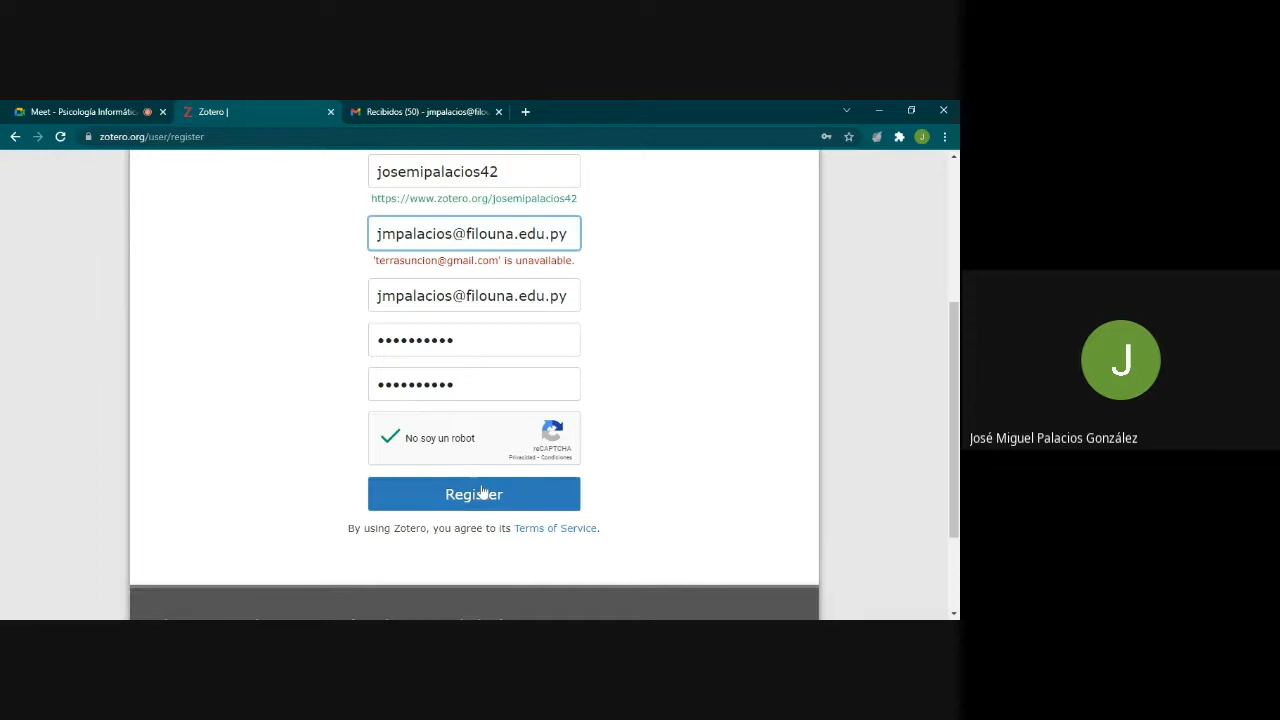 Meet - Psicología Informátic
Zotero |
Recibidos (50) - jmpalacios@filou
zotero.org/user/register
J
josemipalacios42
https://www.zotero.org/josemipalacios42
jmpalacios@filouna.edu.py
'terrasuncion@gmail.com' is unavailable.
jmpalacios@filouna.edu.py
No soy un robot
reCAPTCHA
Privacidad - Condiciones
Register
By using Zotero, you agree to its Terms of Service.
J
José Miguel Palacios González